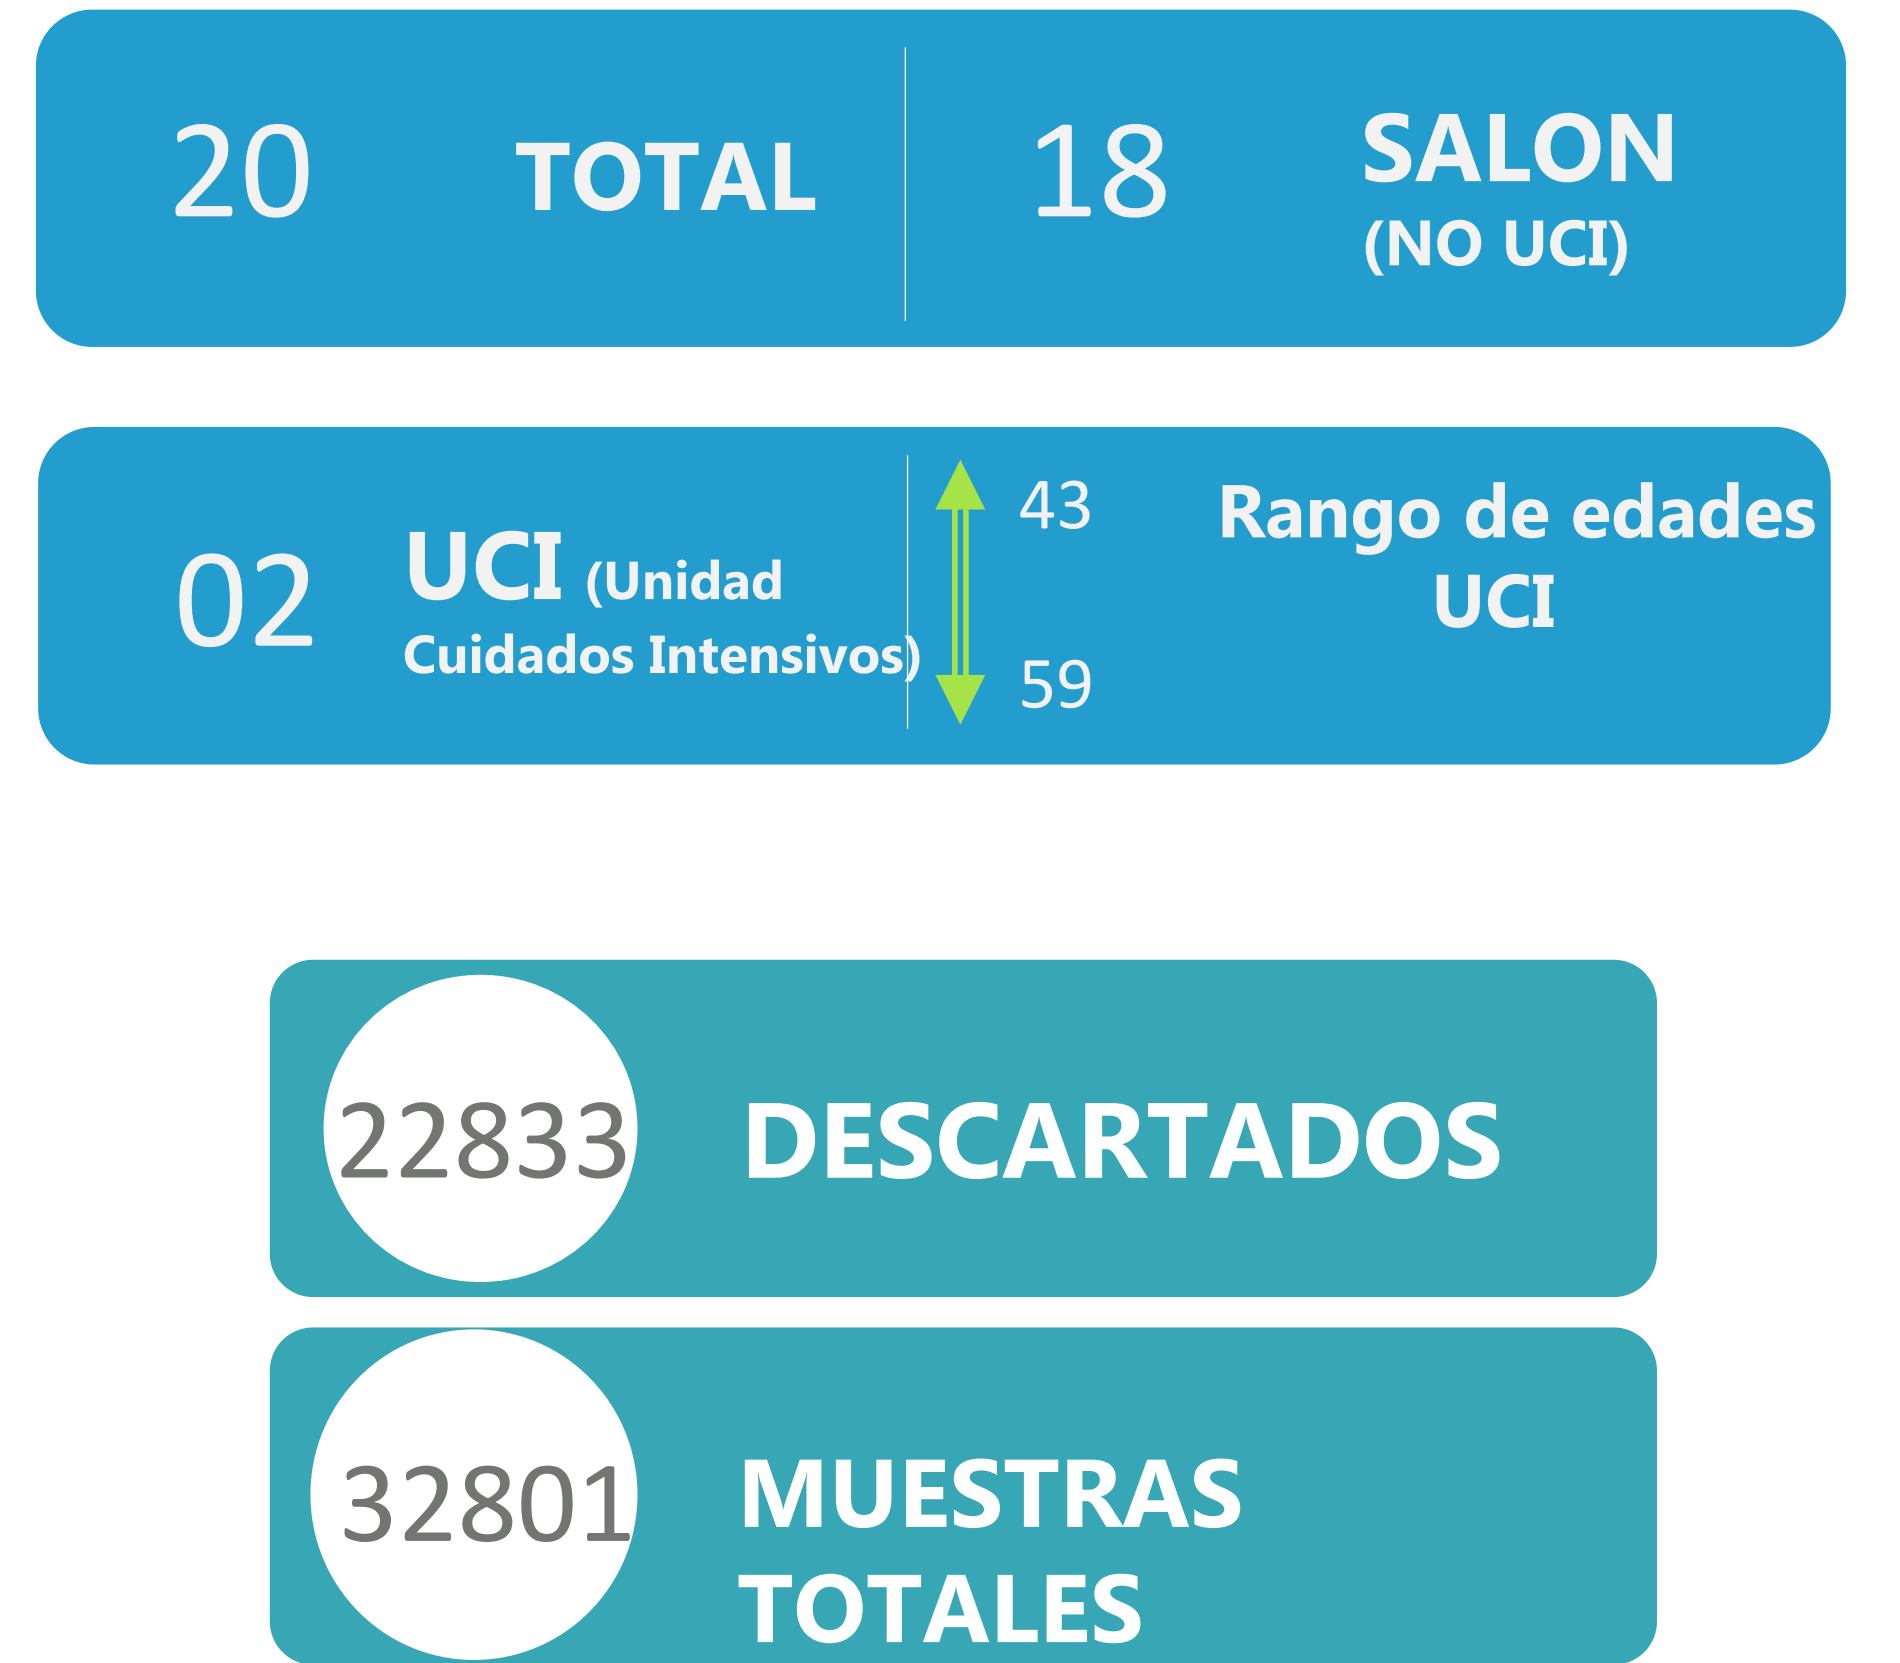 20 TOTAL 18 SALON
(NO UCI)
02 UCI (Unidad
Cuidados Intensivos)
43 Rango de edades
UCI
59
22833 DESCARTADOS
32801 MUESTRAS
TOTALES